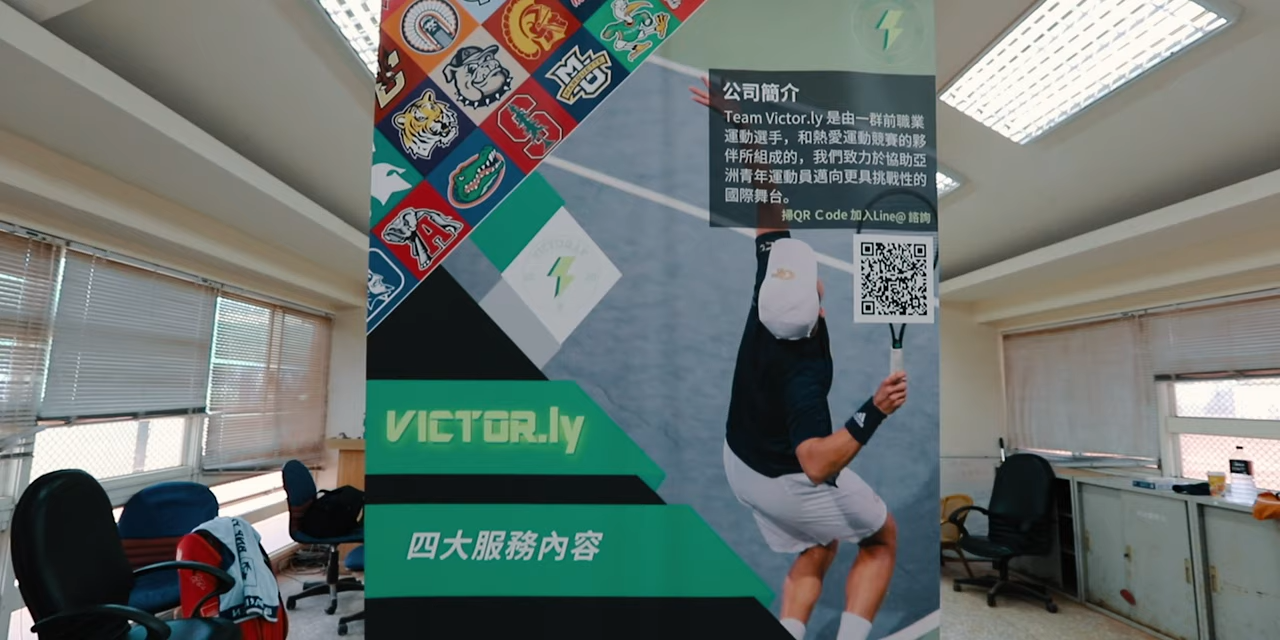 公司簡介
Team Victor.ly 是由一群前職業
運動選手，和熱愛運動競賽的夥
伴所組成的，我們致力於協助亞
洲青年運動員邁向更具挑戰性的
國際舞台。
掃QR Code 加入Line@ 諮詢
VICTOR.ly
四大服務內容